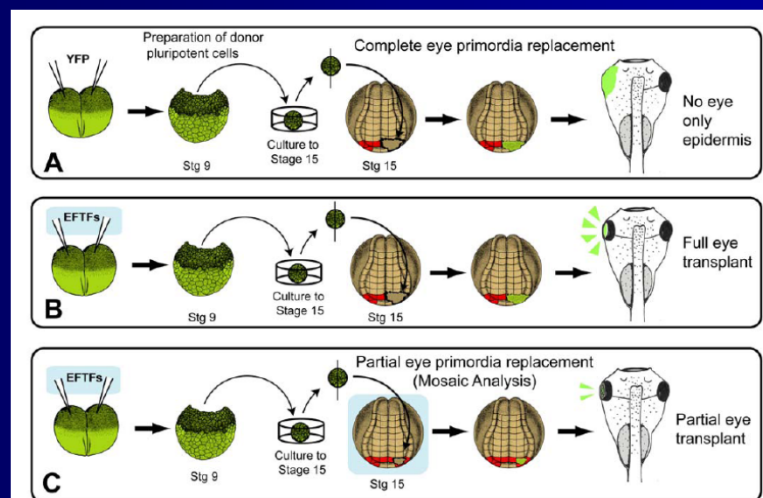 YFP
Preparation of donor
pluripotent cells
Complete eye primordia replacement
Culture to
Stage 15
Stg 9
Stg 15
No eye
only
epidermis
A
EFTFs
Culture to
Stage 15
Stg 9
Stg 15
Full eye
transplant
B
EFTFs
Partial eye primordia replacement
(Mosaic Analysis)
Culture to
Stage 15
Stg 9
Stg 15
Partial eye
transplant
C